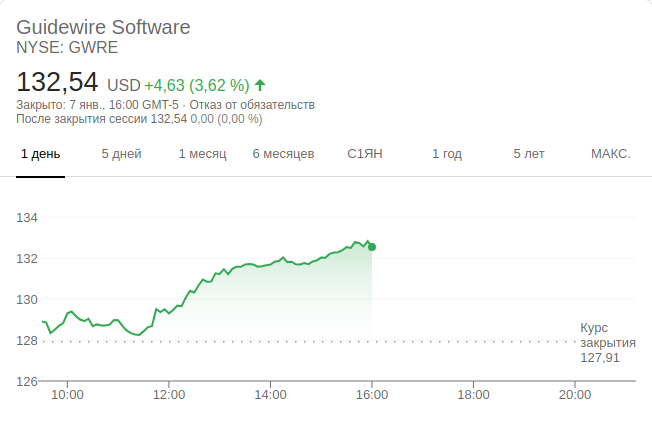 Guidewire Software
NYSE: GWRE
132,54 USD +4,63 (3,62 %)
Закрыто: 7 янв., 16:00 GMT-5 · Отказ от обязательств
После закрытия сессии 132,54 0,00 (0,00 %)
1 день 5 дней 1 месяц 6 месяцев С1ЯН 1 год 5 лет МАКС.
134
132
130
128
126
Курс
закрытия
127,91
10:00 12:00 14:00 16:00 18:00 20:00